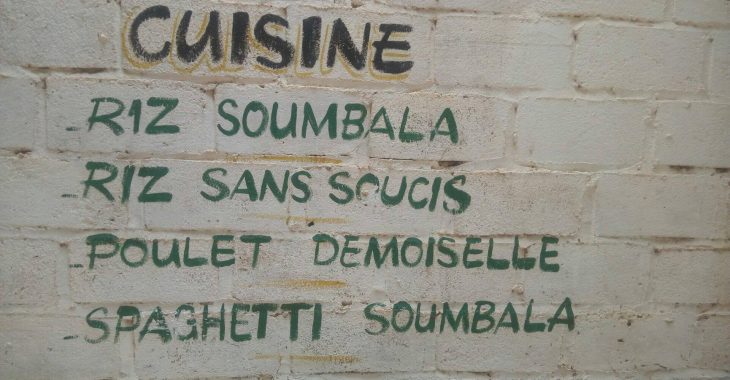 CUISINE
- RIZ SOUMBALA
- RIZ SANS SOUCIS
- POULET DEMOISELLE
- SPAGHETTI SOUMBALA